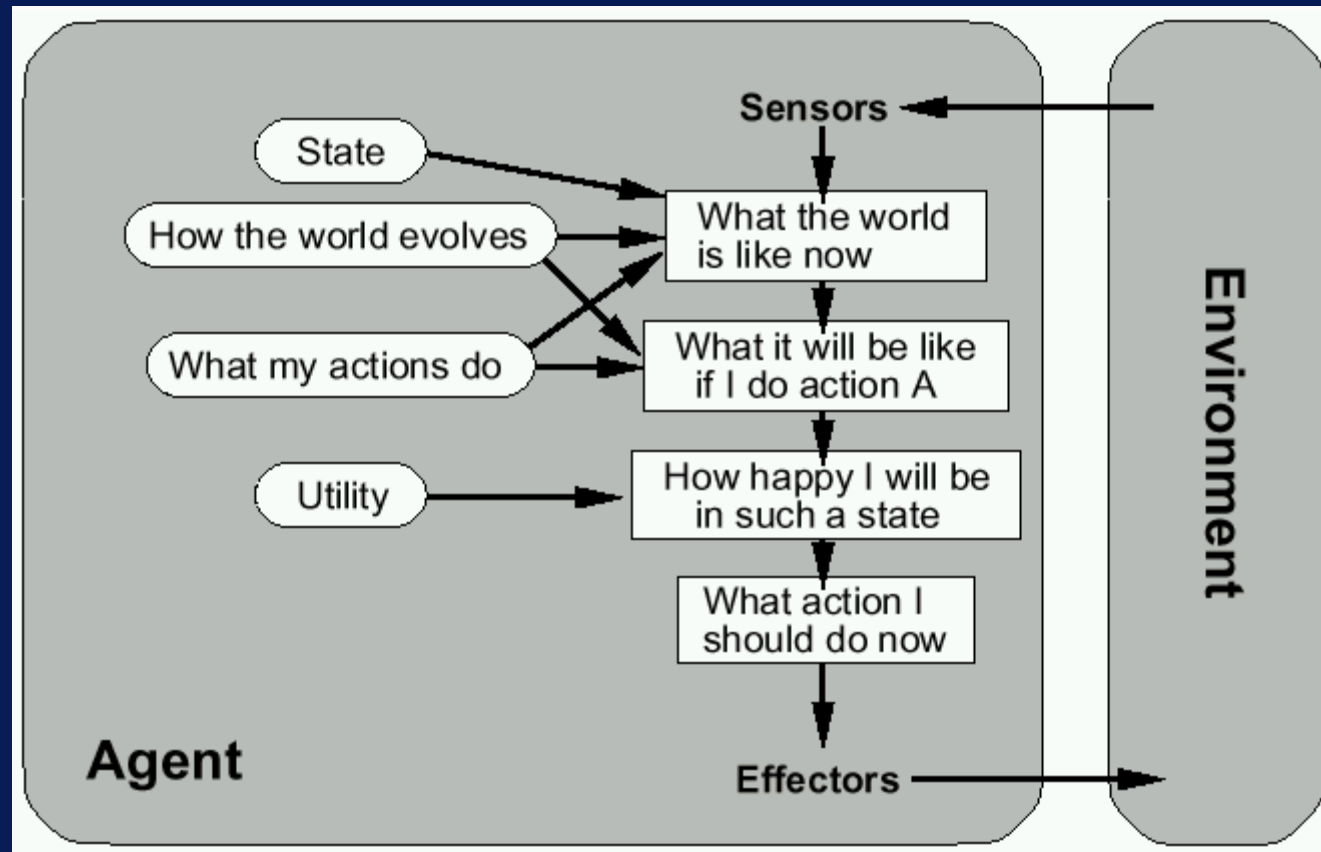 Sensors
State
What the world
is like now
How the world evolves
What my actions do
What it will be like
if I do action A
Utility
How happy I will be
in such a state
What action I
should do now
Agent
Effectors
Environment